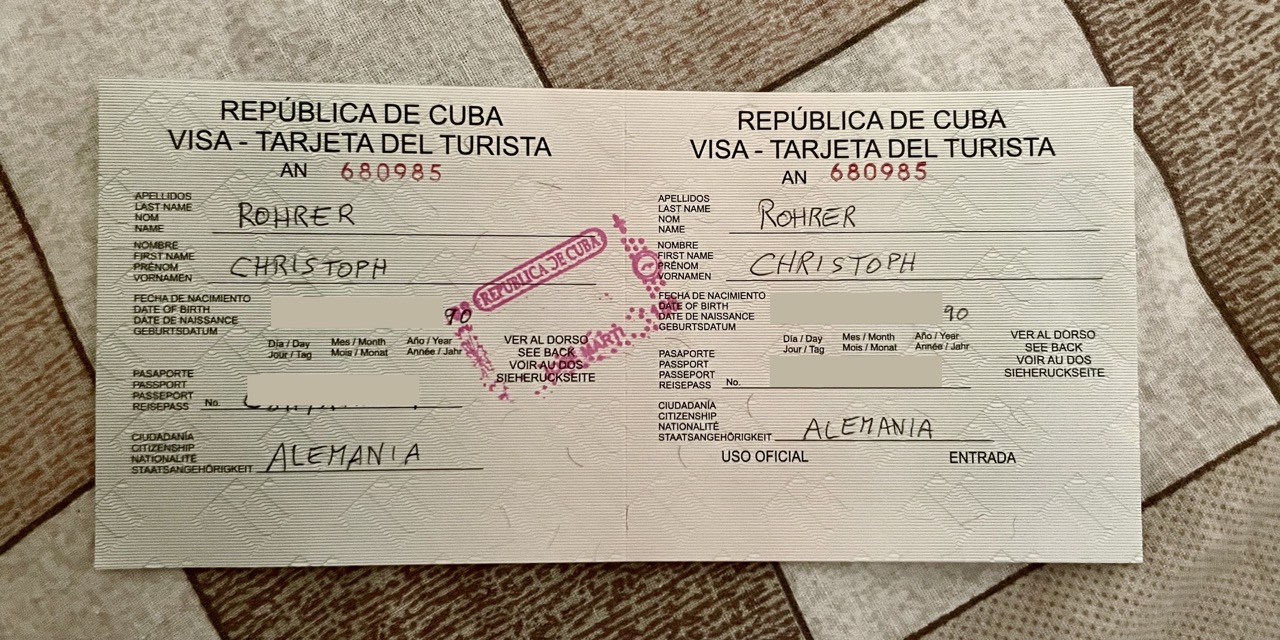 REPÚBLICA DE CUBA
VISA - TARJETA DEL TURISTA
AN 680985
APELLIDOS
LAST NAME
NOM
NAME
ROHRER
NOMBRE
FIRST NAME
PRÉNOM
VORNAMEN
CHRISTOPH
FECHA DE NACIMIENTO
DATE OF BIRTH
DATE DE NAISSANCE
GEBURTSDATUM
90
Día / Day Mes / Month Año / Year
Jour / Tag Mois / Monat Année / Jahr
PASAPORTE
PASSPORT
PASSEPORT
REISEPASS No.
CIUDADANÍA
CITIZENSHIP
NATIONALITÉ
STAATSANGEHÖRIGKEIT
ALEMANIA
VER AL DORSO
SEE BACK
VOIR AU DOS
SIEHERUCKSEITE
REPUBLICA DE CUBA
REPÚBLICA DE CUBA
VISA - TARJETA DEL TURISTA
AN 680985
APELLIDOS
LAST NAME
NOM
NAME
ROHRER
NOMBRE
FIRST NAME
PRÉNOM
VORNAMEN
CHRISTOPH
FECHA DE NACIMIENTO
DATE OF BIRTH
DATE DE NAISSANCE
GEBURTSDATUM
90
Día / Day Mes / Month Año / Year
Jour / Tag Mois / Monat Année / Jahr
PASAPORTE
PASSPORT
PASSEPORT
REISEPASS No.
CIUDADANÍA
CITIZENSHIP
NATIONALITÉ
STAATSANGEHÖRIGKEIT
ALEMANIA
VER AL DORSO
SEE BACK
VOIR AU DOS
SIEHERUCKSEITE
USO OFICIAL ENTRADA